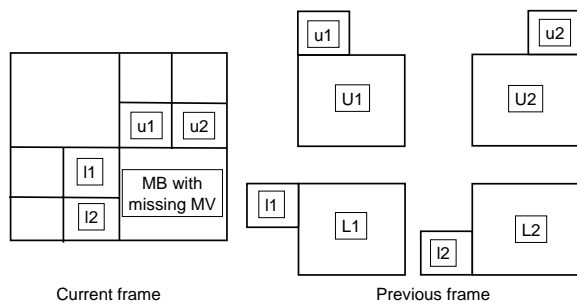 u1 u2
l1
l2
MB with
missing MV
Current frame
u1 u2
U1 U2
l1 L1
l2 L2
Previous frame